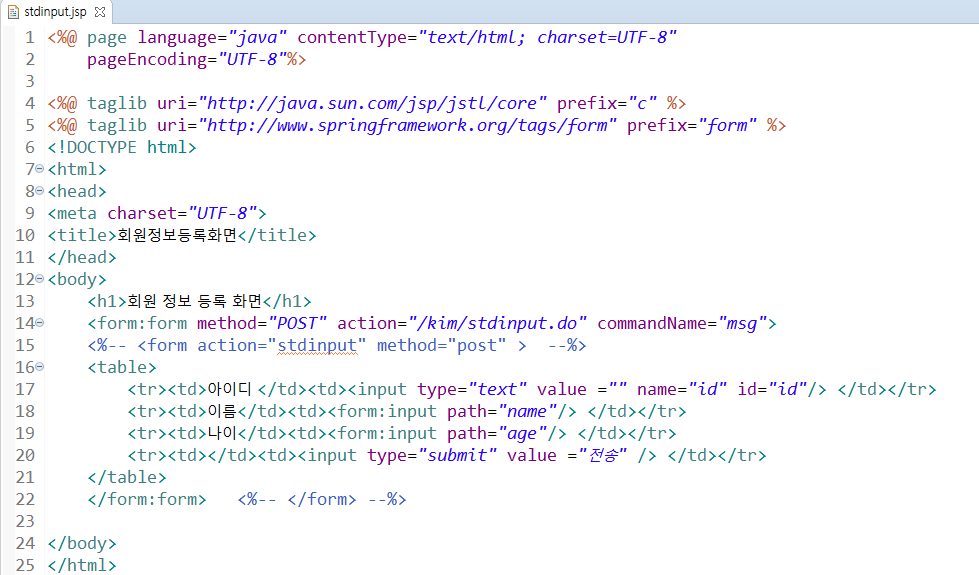 stdinput.jsp
1 <%@ page language="java" contentType="text/html; charset=UTF-8"
2     pageEncoding="UTF-8"%>
3
4 <%@ taglib uri="http://java.sun.com/jsp/jstl/core" prefix="c" %>
5 <%@ taglib uri="http://www.springframework.org/tags/form" prefix="form" %>
6 <!DOCTYPE html>
7 <html>
8 <head>
9 <meta charset="UTF-8">
10 <title>회원정보등록화면</title>
11 </head>
12 <body>
13     <h1>회원 정보 등록 화면</h1>
14     <form:form method="POST" action="/kim/stdinput.do" commandName="msg">
15     <%-- <form action="stdinput" method="post" >  --%>
16     <table>
17         <tr><td>아이디 </td><td><input type="text" value ="" name="id" id="id"/> </td></tr>
18         <tr><td>이름</td><td><form:input path="name"/> </td></tr>
19         <tr><td>나이</td><td><form:input path="age"/> </td></tr>
20         <tr><td></td><td><input type="submit" value ="전송" /> </td></tr>
21     </table>
22     </form:form>   <%-- </form> --%>
23
24 </body>
25 </html>